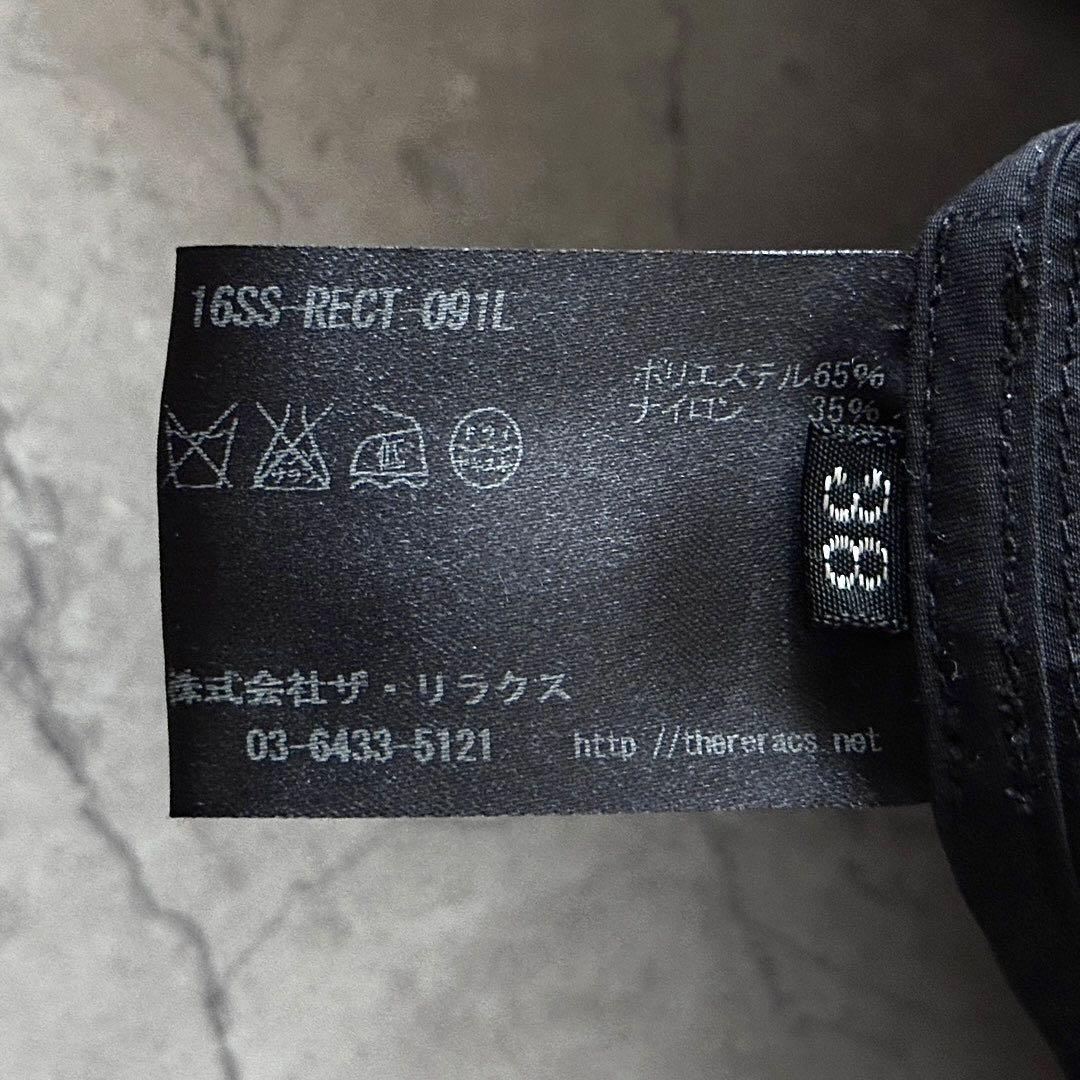 16SS-RECT-091L
ポリエステル65%
ナイロン 35%
38
株式会社ザ・リラクス
03-6433-5121 http //thereracs.net